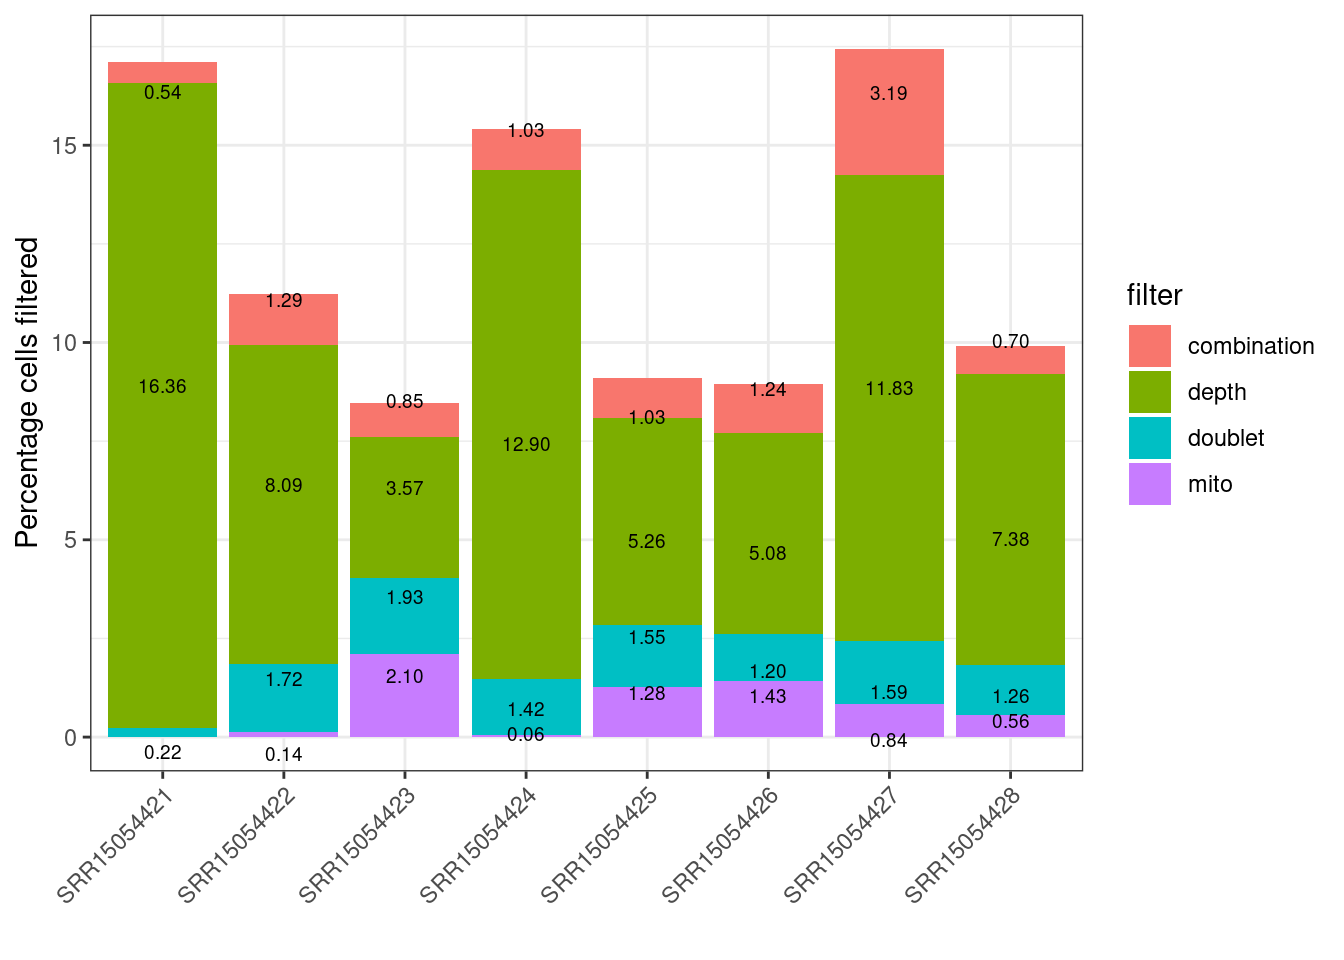 Percentage cells filtered
15
10
5
0
0.54
16.36
0.22
1.29
8.09
1.72
0.14
0.85
3.57
1.93
2.10
1.03
12.90
1.42
0.06
1.03
5.26
1.55
1.28
1.24
5.08
1.20
1.43
3.19
11.83
1.59
0.84
0.70
7.38
1.26
0.56
SRR15054421
SRR15054422
SRR15054423
SRR15054424
SRR15054425
SRR15054426
SRR15054427
SRR15054428
filter
combination
depth
doublet
mito